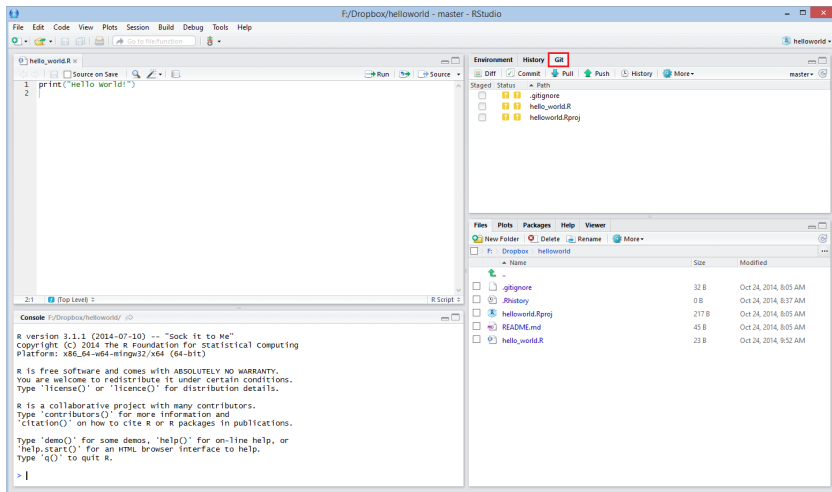 F:/Dropbox/helloworld - master - RStudio
File Edit Code View Plots Session Build Debug Tools Help
Go to file/function
helloworld
hello_world.R
Source on Save
Run
Source
1 print("Hello World!")
2
2:1 (Top Level)
R Script
Console F:/Dropbox/helloworld/
R version 3.1.1 (2014-07-10) -- "Sock it to Me"
Copyright (C) 2014 The R Foundation for Statistical Computing
Platform: x86_64-w64-mingw32/x64 (64-bit)
R is free software and comes with ABSOLUTELY NO WARRANTY.
You are welcome to redistribute it under certain conditions.
Type 'license()' or 'licence()' for distribution details.
R is a collaborative project with many contributors.
Type 'contributors()' for more information and
'citation()' on how to cite R or R packages in publications.
Type 'demo()' for some demos, 'help()' for on-line help, or
'help.start()' for an HTML browser interface to help.
Type 'q()' to quit R.
>
Environment History Git
Diff Commit Pull Push History More master
Staged Status Path
? ? .gitignore
? ? hello_world.R
? ? helloworld.Rproj
Files Plots Packages Help Viewer
New Folder Delete Rename More
F: Dropbox helloworld
Name Size Modified
..
.gitignore 32 B Oct 24, 2014, 8:05 AM
.Rhistory 0 B Oct 24, 2014, 8:37 AM
helloworld.Rproj 217 B Oct 24, 2014, 8:05 AM
README.md 45 B Oct 24, 2014, 8:05 AM
hello_world.R 23 B Oct 24, 2014, 9:52 AM